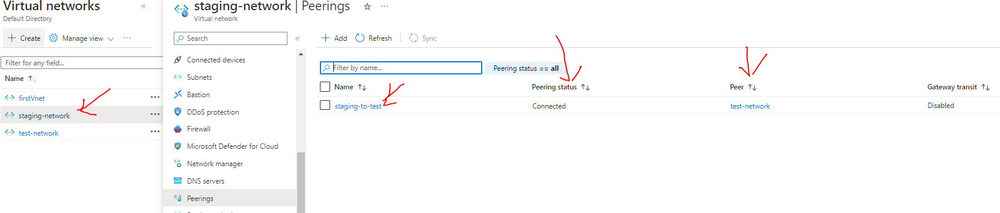 Virtual networks
«
Default Directory
Create
Manage view
...
Filter for any field...
Name
firstVnet
...
staging-network
...
test-network
...
staging-network | Peerings
...
Virtual network
Search
«
Connected devices
Subnets
Bastion
DDoS protection
Firewall
Microsoft Defender for Cloud
Network manager
DNS servers
Peerings
Add Refresh Sync
Filter by name...
Peering status == all
Name Peering status Peer Gateway transit
staging-to-test Connected test-network Disabled